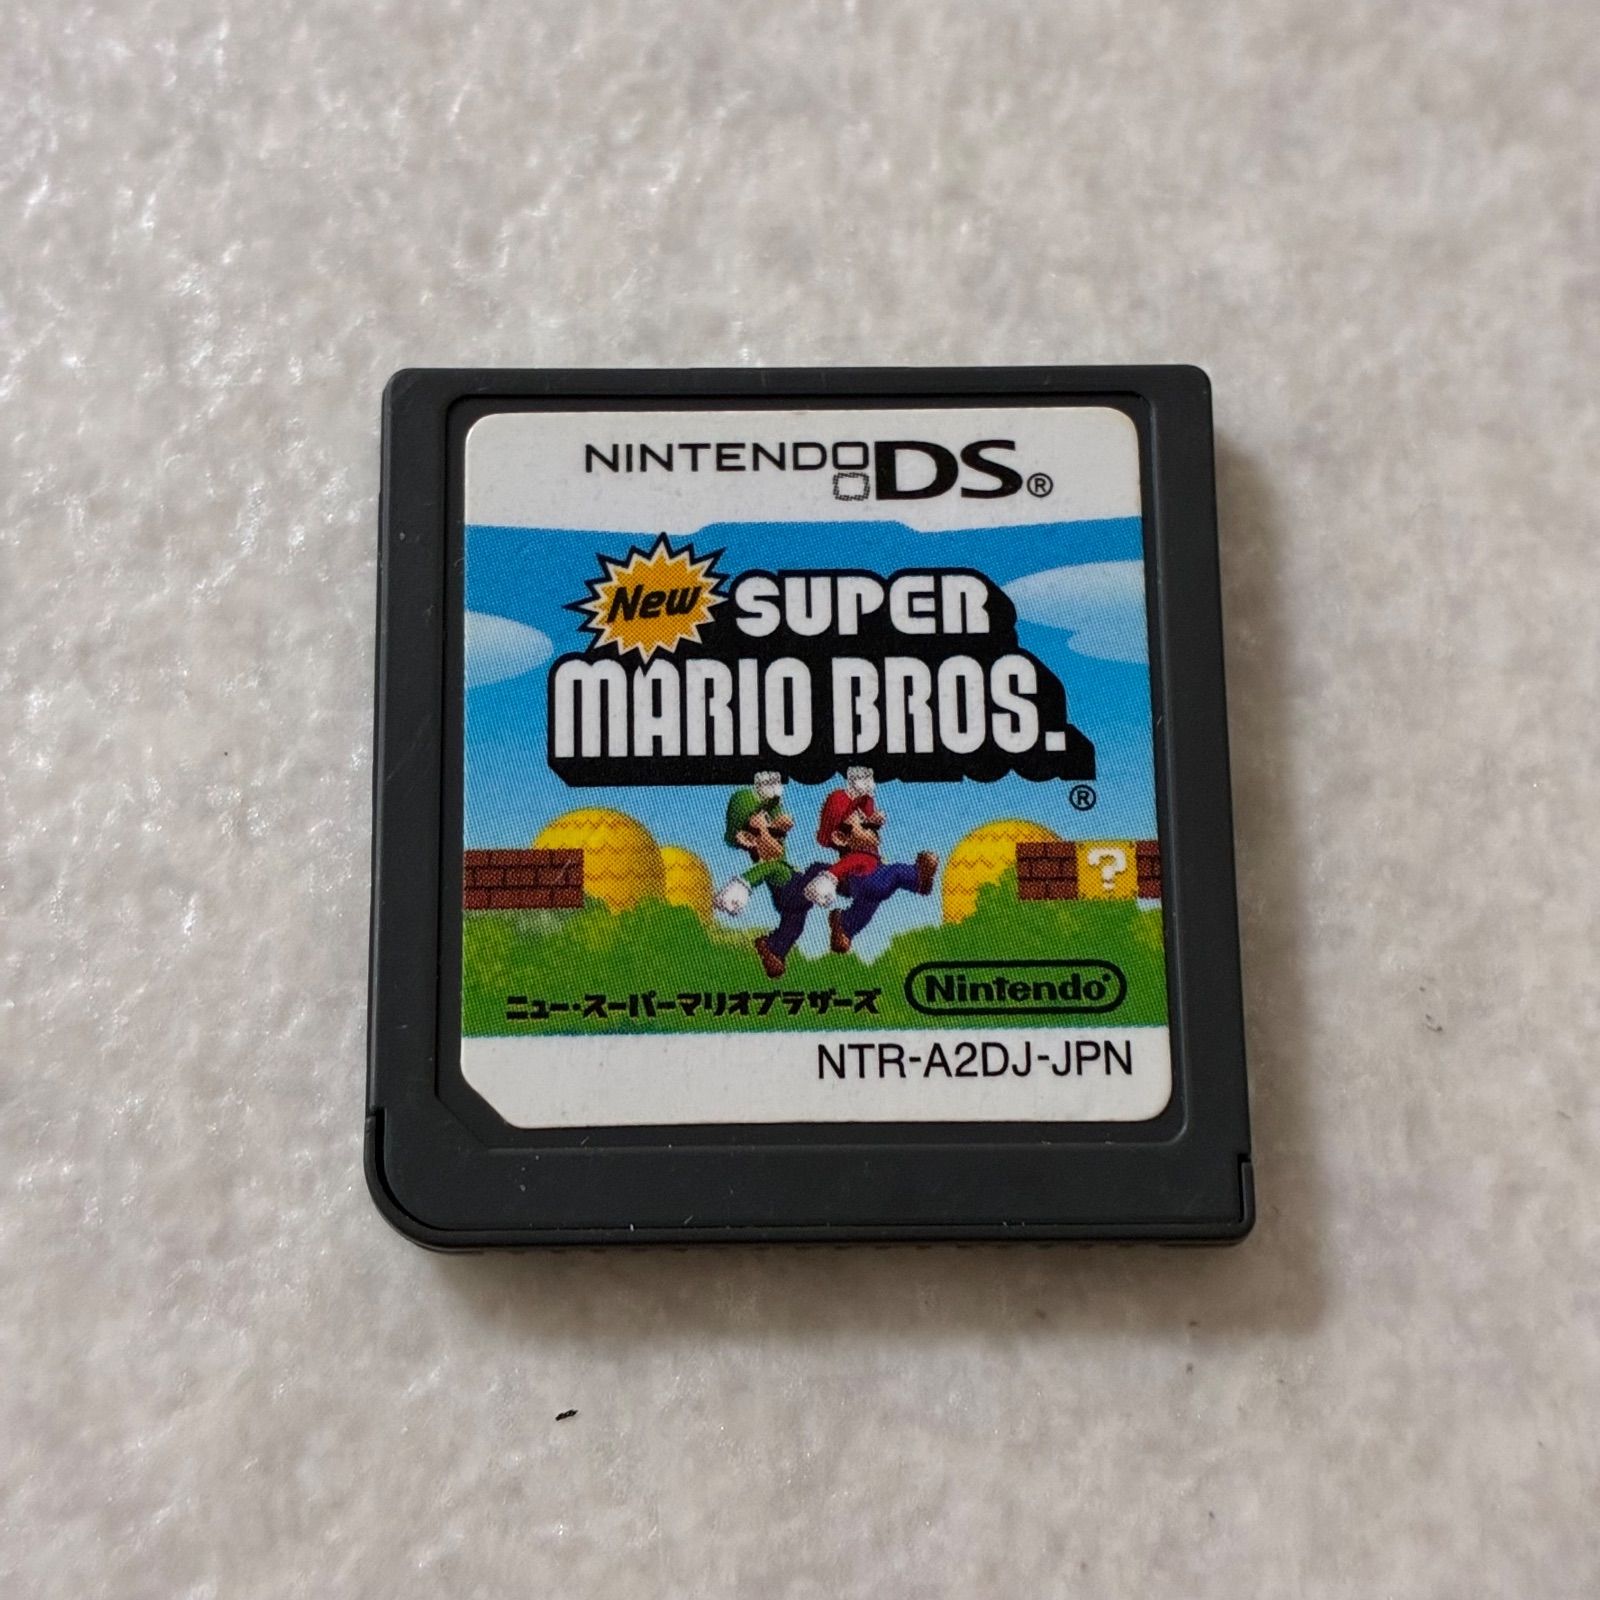 NINTENDO DS®
New SUPER
MARIO BROS.
®
?
ニュー・スーパーマリオブラザーズ
Nintendo®
NTR-A2DJ-JPN